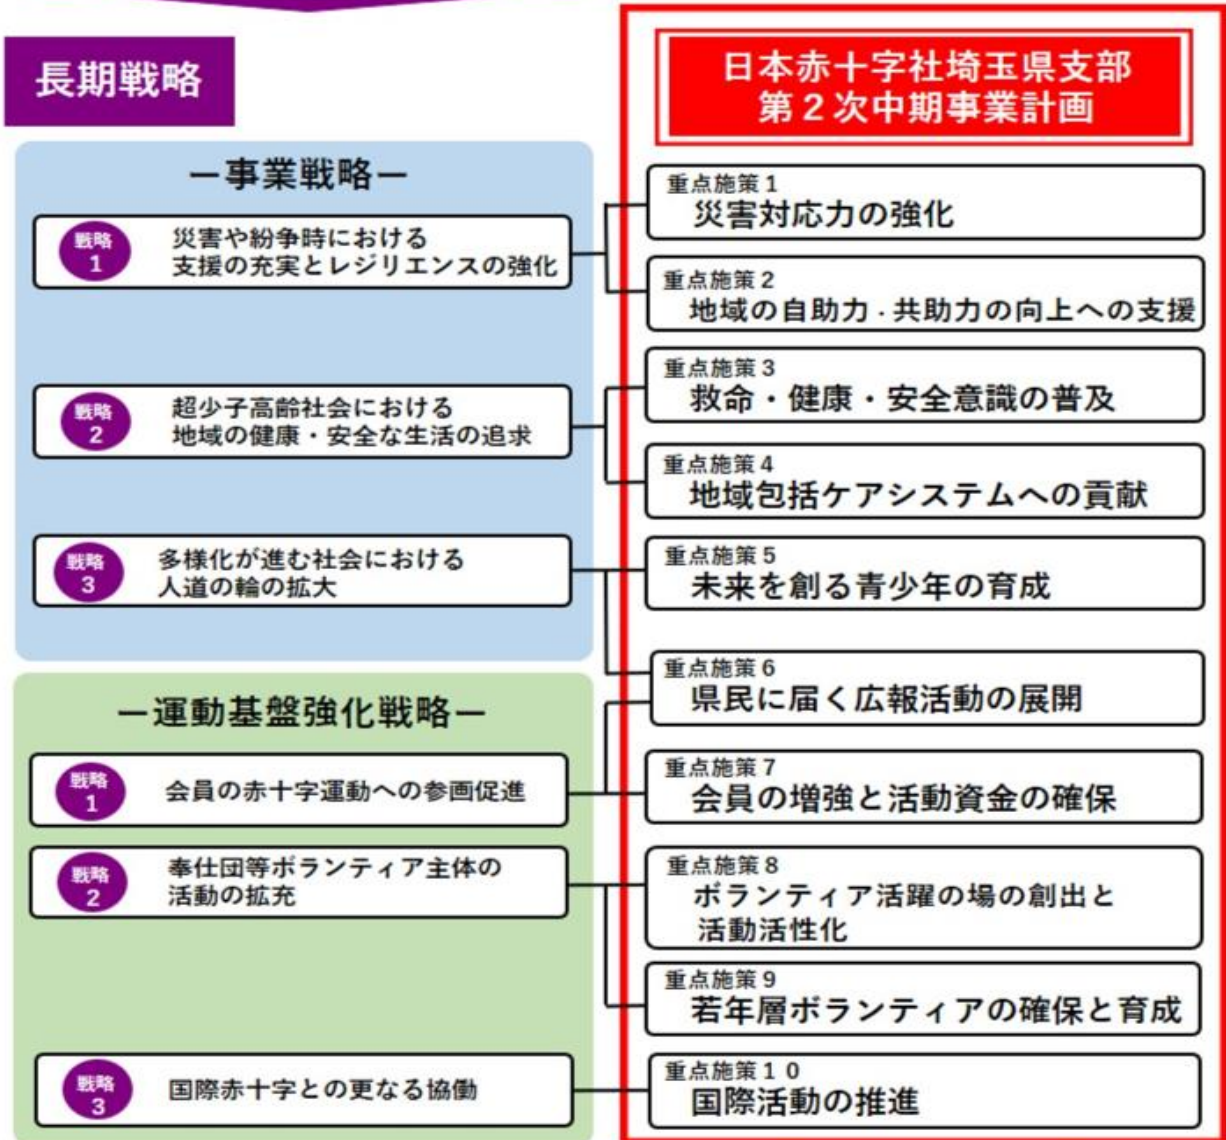 長期戦略
日本赤十字社埼玉県支部
第2次中期事業計画
ー事業戦略ー
戦略
1
災害や紛争時における
支援の充実とレジリエンスの強化
戦略
2
超少子高齢社会における
地域の健康・安全な生活の追求
戦略
3
多様化が進む社会における
人道の輪の拡大
ー運動基盤強化戦略ー
戦略
1
会員の赤十字運動への参画促進
戦略
2
奉仕団等ボランティア主体の
活動の拡充
戦略
3
国際赤十字との更なる協働
重点施策1
災害対応力の強化
重点施策2
地域の自助力・共助力の向上への支援
重点施策3
救命・健康・安全意識の普及
重点施策4
地域包括ケアシステムへの貢献
重点施策5
未来を創る青少年の育成
重点施策6
県民に届く広報活動の展開
重点施策7
会員の増強と活動資金の確保
重点施策8
ボランティア活躍の場の創出と
活動活性化
重点施策9
若年層ボランティアの確保と育成
重点施策10
国際活動の推進